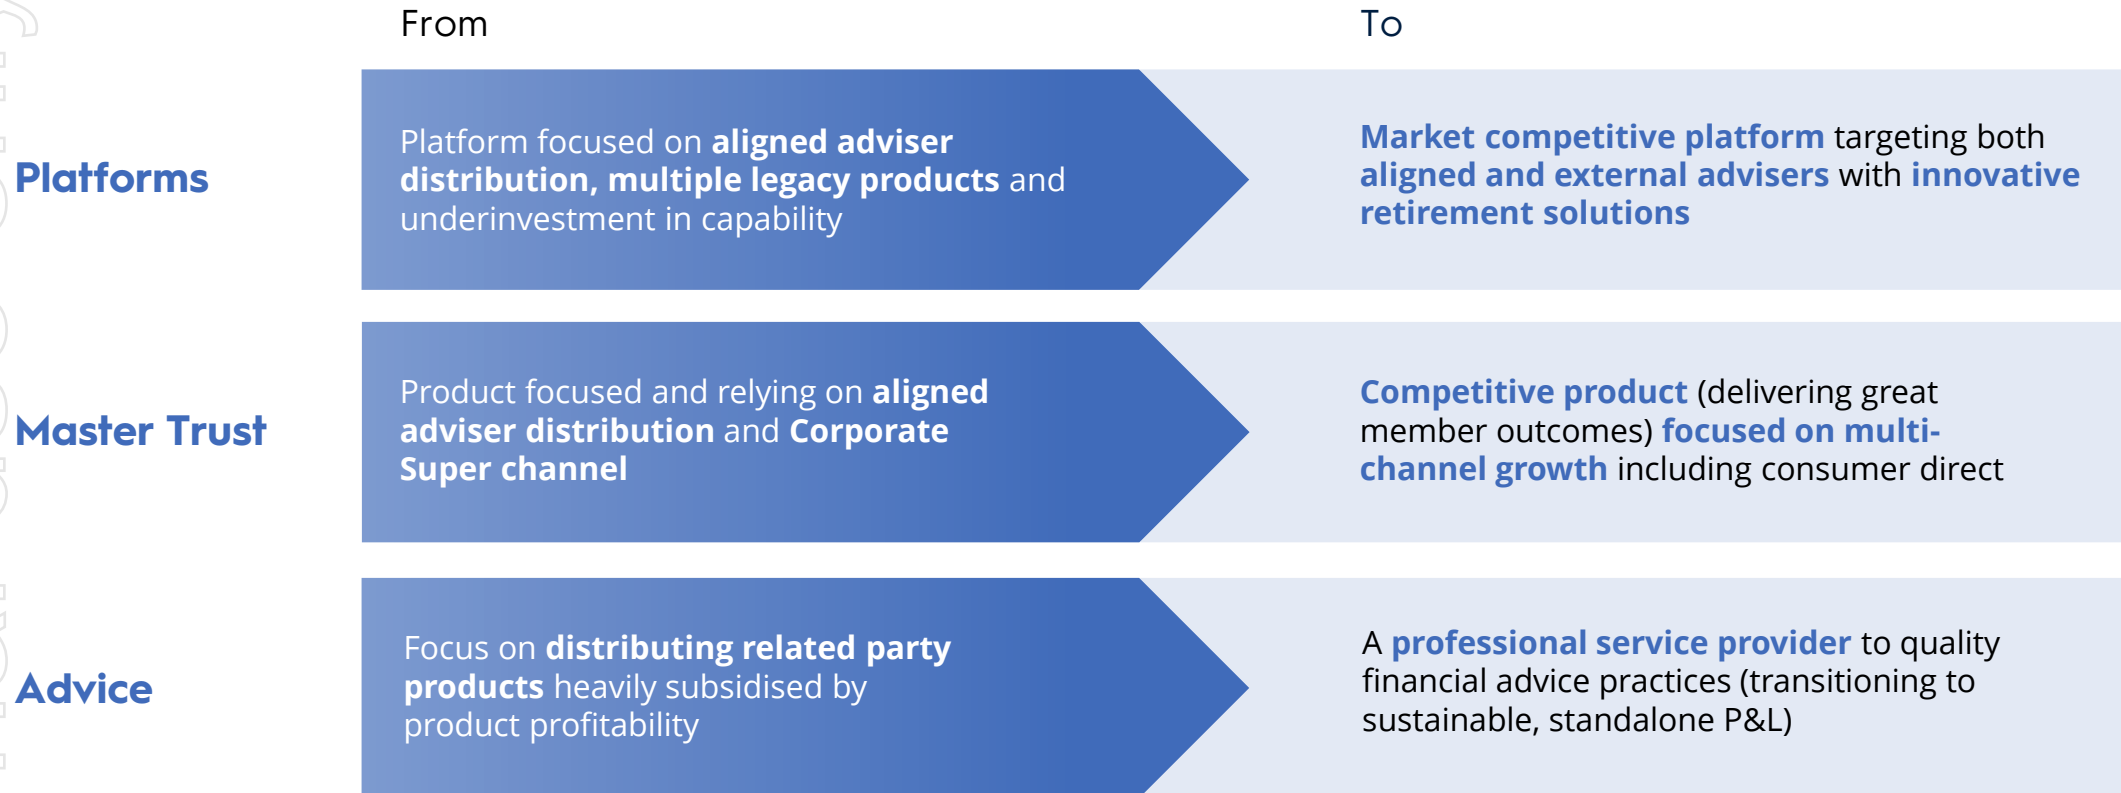 From
To
Platforms
Platform focused on aligned adviser
distribution, multiple legacy products and
underinvestment in capability
Market competitive platform targeting both
aligned and external advisers with innovative
retirement solutions
Master Trust
Product focused and relying on aligned
adviser distribution and Corporate
Super channel
Competitive product (delivering great
member outcomes) focused on multi-
channel growth including consumer direct
Advice
Focus on distributing related party
products heavily subsidised by
product profitability
A professional service provider to quality
financial advice practices (transitioning to
sustainable, standalone P&L)